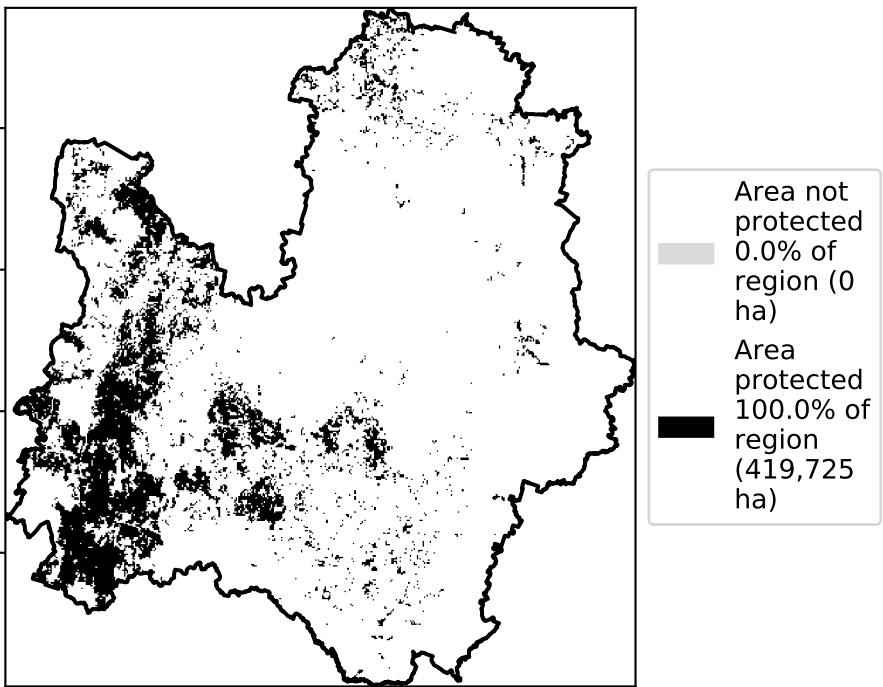 Area not
protected
0.0% of
region (0
ha)
Area
protected
100.0% of
region
(419,725
ha)